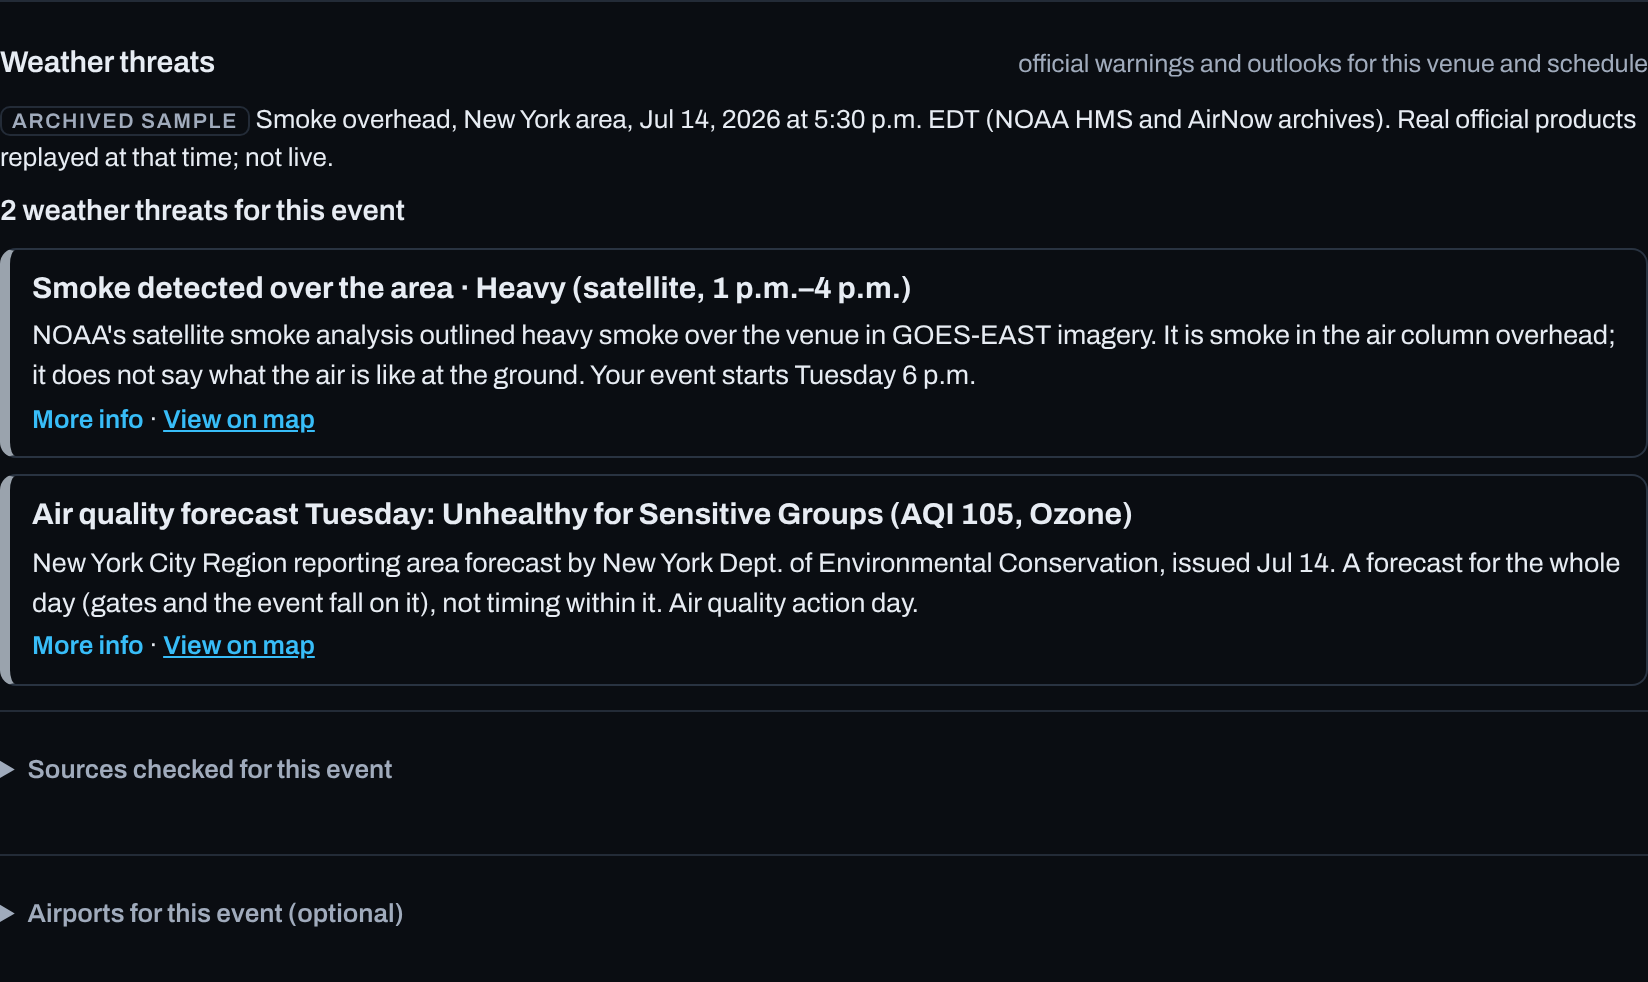 Weather threats
official warnings and outlooks for this venue and schedule
ARCHIVED SAMPLE Smoke overhead, New York area, Jul 14, 2026 at 5:30 p.m. EDT (NOAA HMS and AirNow archives). Real official products
replayed at that time; not live.
2 weather threats for this event
Smoke detected over the area · Heavy (satellite, 1 p.m.–4 p.m.)
NOAA's satellite smoke analysis outlined heavy smoke over the venue in GOES-EAST imagery. It is smoke in the air column overhead;
it does not say what the air is like at the ground. Your event starts Tuesday 6 p.m.
More info · View on map
Air quality forecast Tuesday: Unhealthy for Sensitive Groups (AQI 105, Ozone)
New York City Region reporting area forecast by New York Dept. of Environmental Conservation, issued Jul 14. A forecast for the whole
day (gates and the event fall on it), not timing within it. Air quality action day.
More info · View on map
Sources checked for this event
Airports for this event (optional)